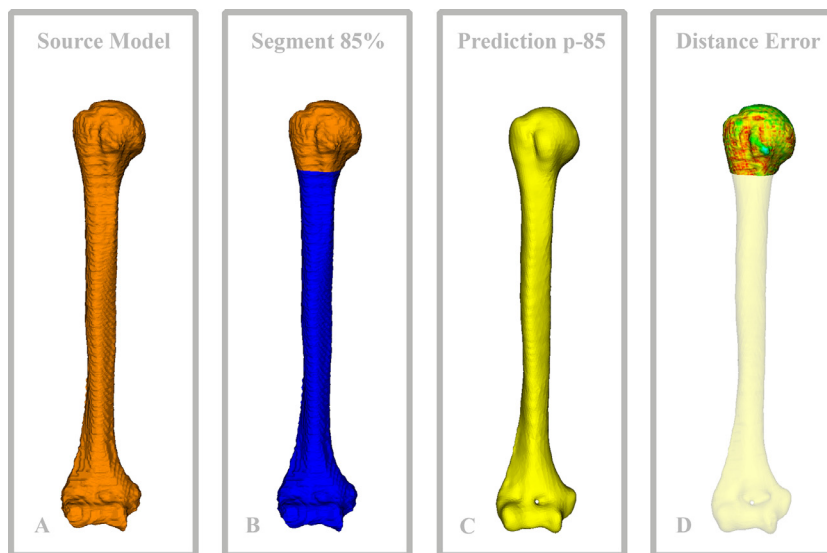 Source Model
Segment 85%
Prediction p-85
Distance Error
A
B
C
D